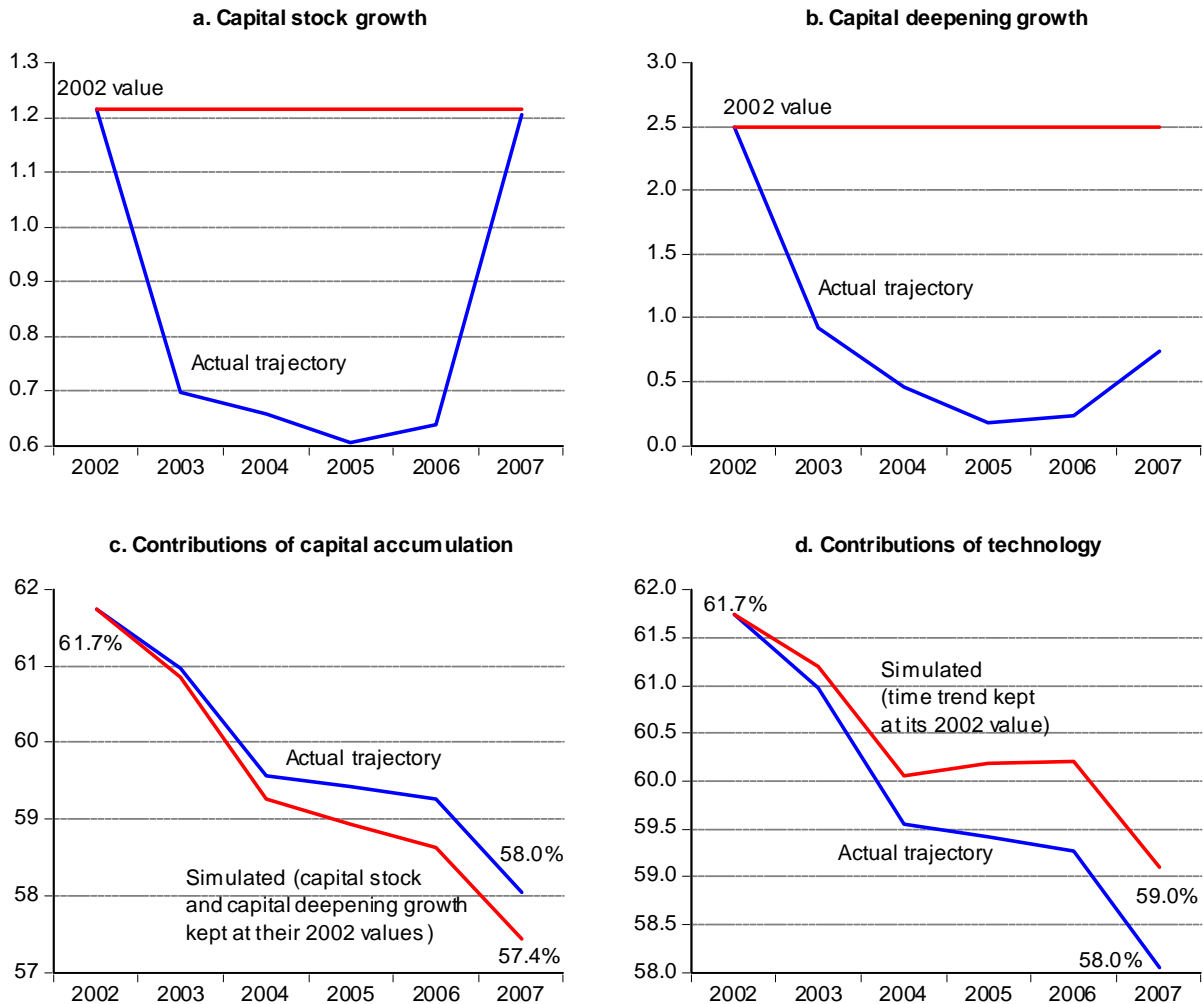 a. Capital stock growth
1.3
1.2
1.1
1.0
0.9
0.8
0.7
0.6
2002 value
Actual trajectory
2002 2003 2004 2005 2006 2007
b. Capital deepening growth
3.0
2.5
2.0
1.5
1.0
0.5
0.0
2002 value
Actual trajectory
2002 2003 2004 2005 2006 2007
c. Contributions of capital accumulation
62
61
60
59
58
57
61.7%
Actual trajectory
58.0%
Simulated (capital stock
and capital deepening growth
kept at their 2002 values)
57.4%
2002 2003 2004 2005 2006 2007
d. Contributions of technology
62.0
61.5
61.0
60.5
60.0
59.5
59.0
58.5
58.0
61.7%
Simulated
(time trend kept
at its 2002 value)
Actual trajectory
59.0%
58.0%
2002 2003 2004 2005 2006 2007